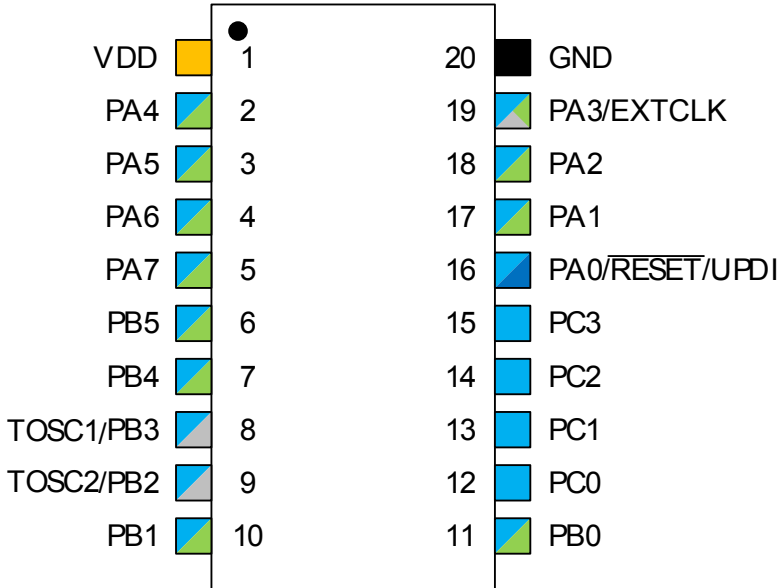 VDD 1 20 GND
PA4 2 19 PA3/EXTCLK
PA5 3 18 PA2
PA6 4 17 PA1
PA7 5 16 PA0/RESET/UPDI
PB5 6 15 PC3
PB4 7 14 PC2
TOSC1/PB3 8 13 PC1
TOSC2/PB2 9 12 PC0
PB1 10 11 PB0